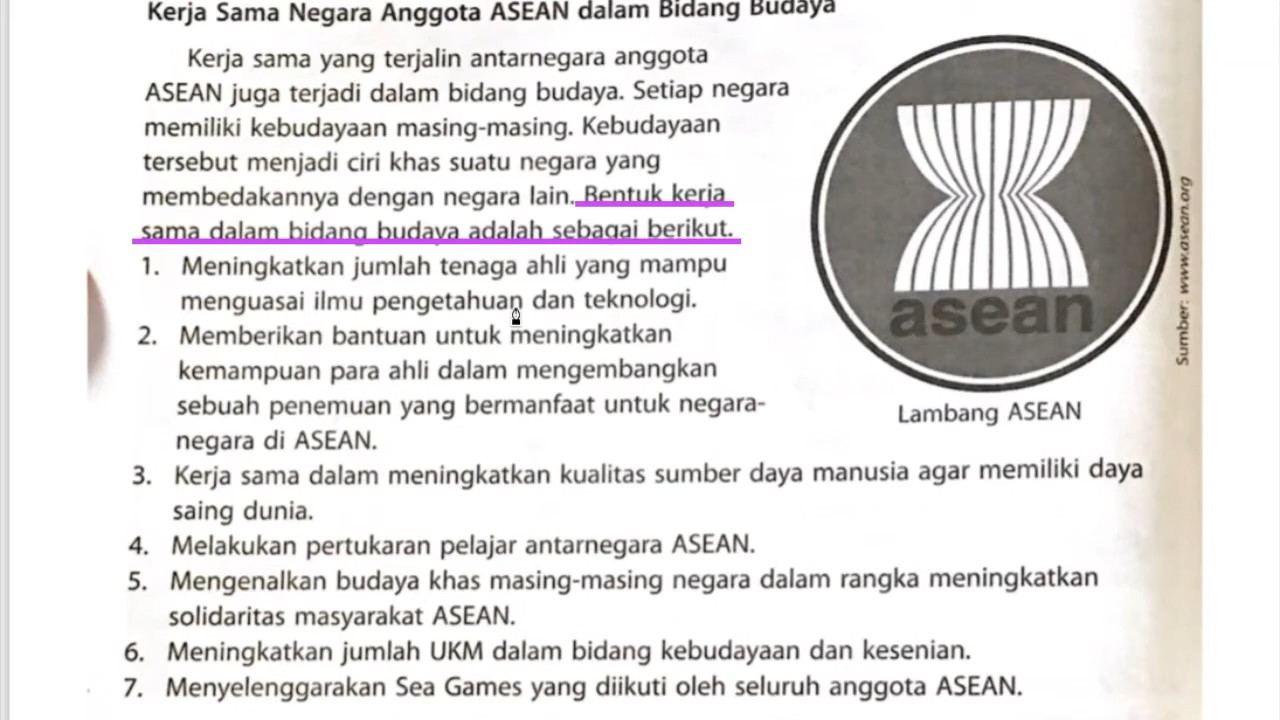 Kerja Sama Negara Anggota ASEAN dalam Bidang Budaya
Kerja sama yang terjalin antarnegara anggota
ASEAN juga terjadi dalam bidang budaya. Setiap negara
memiliki kebudayaan masing-masing. Kebudayaan
tersebut menjadi ciri khas suatu negara yang
membedakannya dengan negara lain. Bentuk kerja
sama dalam bidang budaya adalah sebagai berikut.
1. Meningkatkan jumlah tenaga ahli yang mampu
menguasai ilmu pengetahuan dan teknologi.
2. Memberikan bantuan untuk meningkatkan
kemampuan para ahli dalam mengembangkan
sebuah penemuan yang bermanfaat untuk negara-
negara di ASEAN.
3. Kerja sama dalam meningkatkan kualitas sumber daya manusia agar memiliki daya
saing dunia.
4. Melakukan pertukaran pelajar antarnegara ASEAN.
5. Mengenalkan budaya khas masing-masing negara dalam rangka meningkatkan
solidaritas masyarakat ASEAN.
6. Meningkatkan jumlah UKM dalam bidang kebudayaan dan kesenian.
7. Menyelenggarakan Sea Games yang diikuti oleh seluruh anggota ASEAN.
asean
Lambang ASEAN
Sumber: www.asean.org